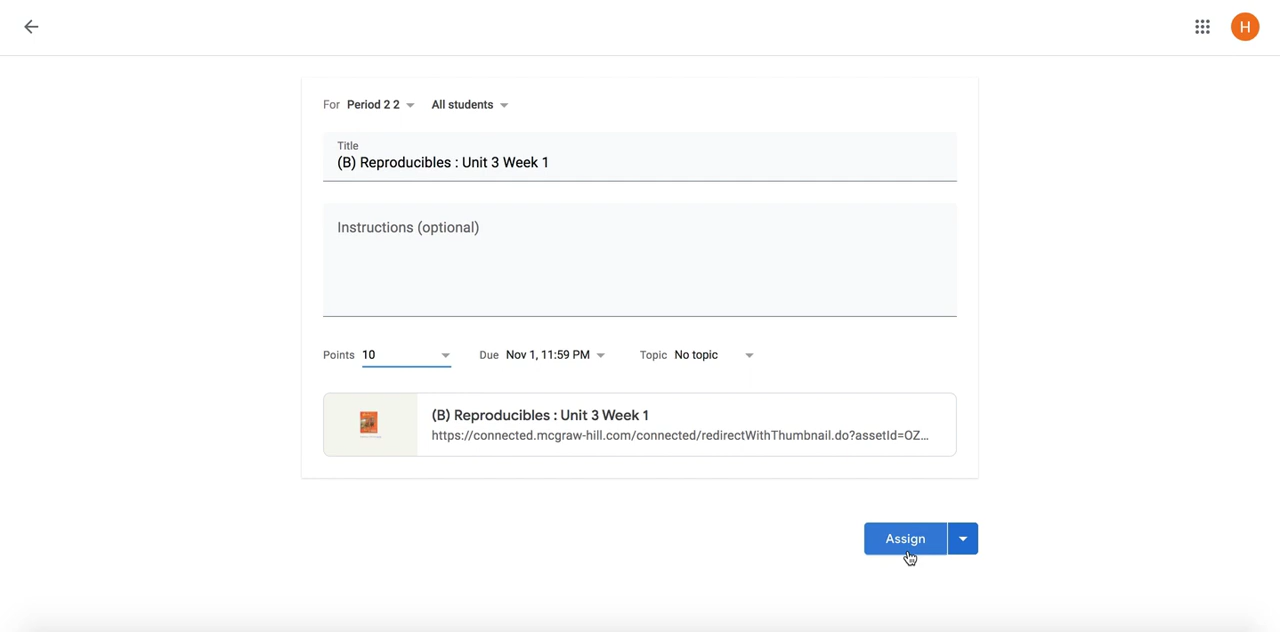 H
For Period 2 2 All students
Title
(B) Reproducibles : Unit 3 Week 1
Instructions (optional)
Points 10 Due Nov 1, 11:59 PM Topic No topic
(B) Reproducibles : Unit 3 Week 1
https://connected.mcgraw-hill.com/connected/redirectWithThumbnail.do?assetId=OZ...
Assign